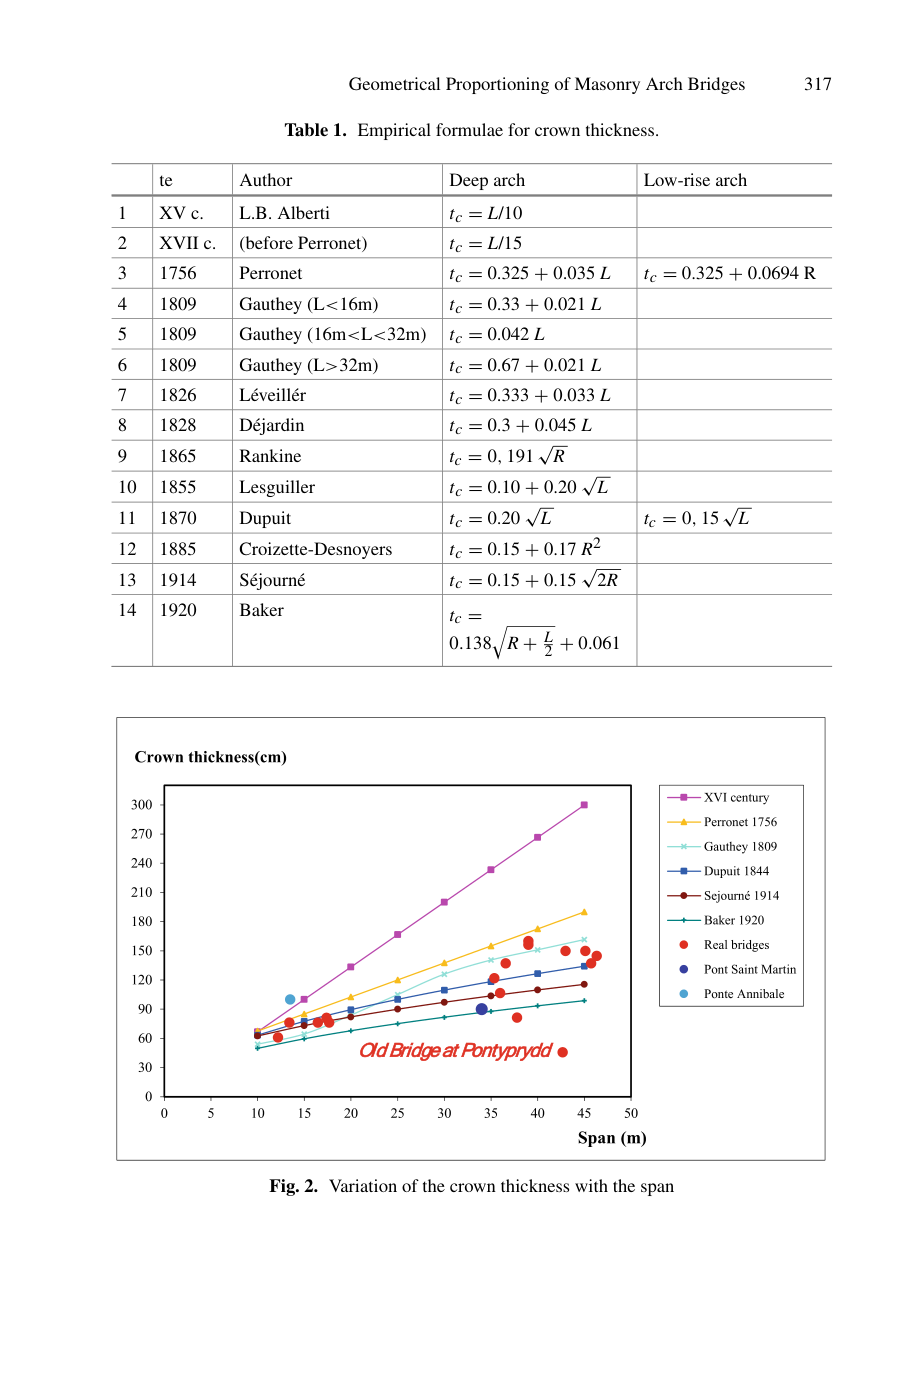 Geometrical Proportioning of Masonry Arch Bridges 317
Table 1. Empirical formulae for crown thickness.
te Author Deep arch Low-rise arch
1 XV c. L.B. Alberti t_c = L/10
2 XVII c. (before Perronet) t_c = L/15
3 1756 Perronet t_c = 0.325 + 0.035 L t_c = 0.325 + 0.0694 R
4 1809 Gauthey (L<16m) t_c = 0.33 + 0.021 L
5 1809 Gauthey (16m<L<32m) t_c = 0.042 L
6 1809 Gauthey (L>32m) t_c = 0.67 + 0.021 L
7 1826 Léveillér t_c = 0.333 + 0.033 L
8 1828 Déjardin t_c = 0.3 + 0.045 L
9 1865 Rankine t_c = 0, 191 √R
10 1855 Lesguiller t_c = 0.10 + 0.20 √L
11 1870 Dupuit t_c = 0.20 √L t_c = 0, 15 √L
12 1885 Croizette-Desnoyers t_c = 0.15 + 0.17 R²
13 1914 Séjourné t_c = 0.15 + 0.15 √2R
14 1920 Baker t_c =
0.138√(R + L/2) + 0.061
Crown thickness(cm)
300
270
240
210
180
150
120
90
60
30
0
Old Bridge at Pontyprydd
0 5 10 15 20 25 30 35 40 45 50
Span (m)
XVI century
Perronet 1756
Gauthey 1809
Dupuit 1844
Sejourné 1914
Baker 1920
Real bridges
Pont Saint Martin
Ponte Annibale
Fig. 2. Variation of the crown thickness with the span